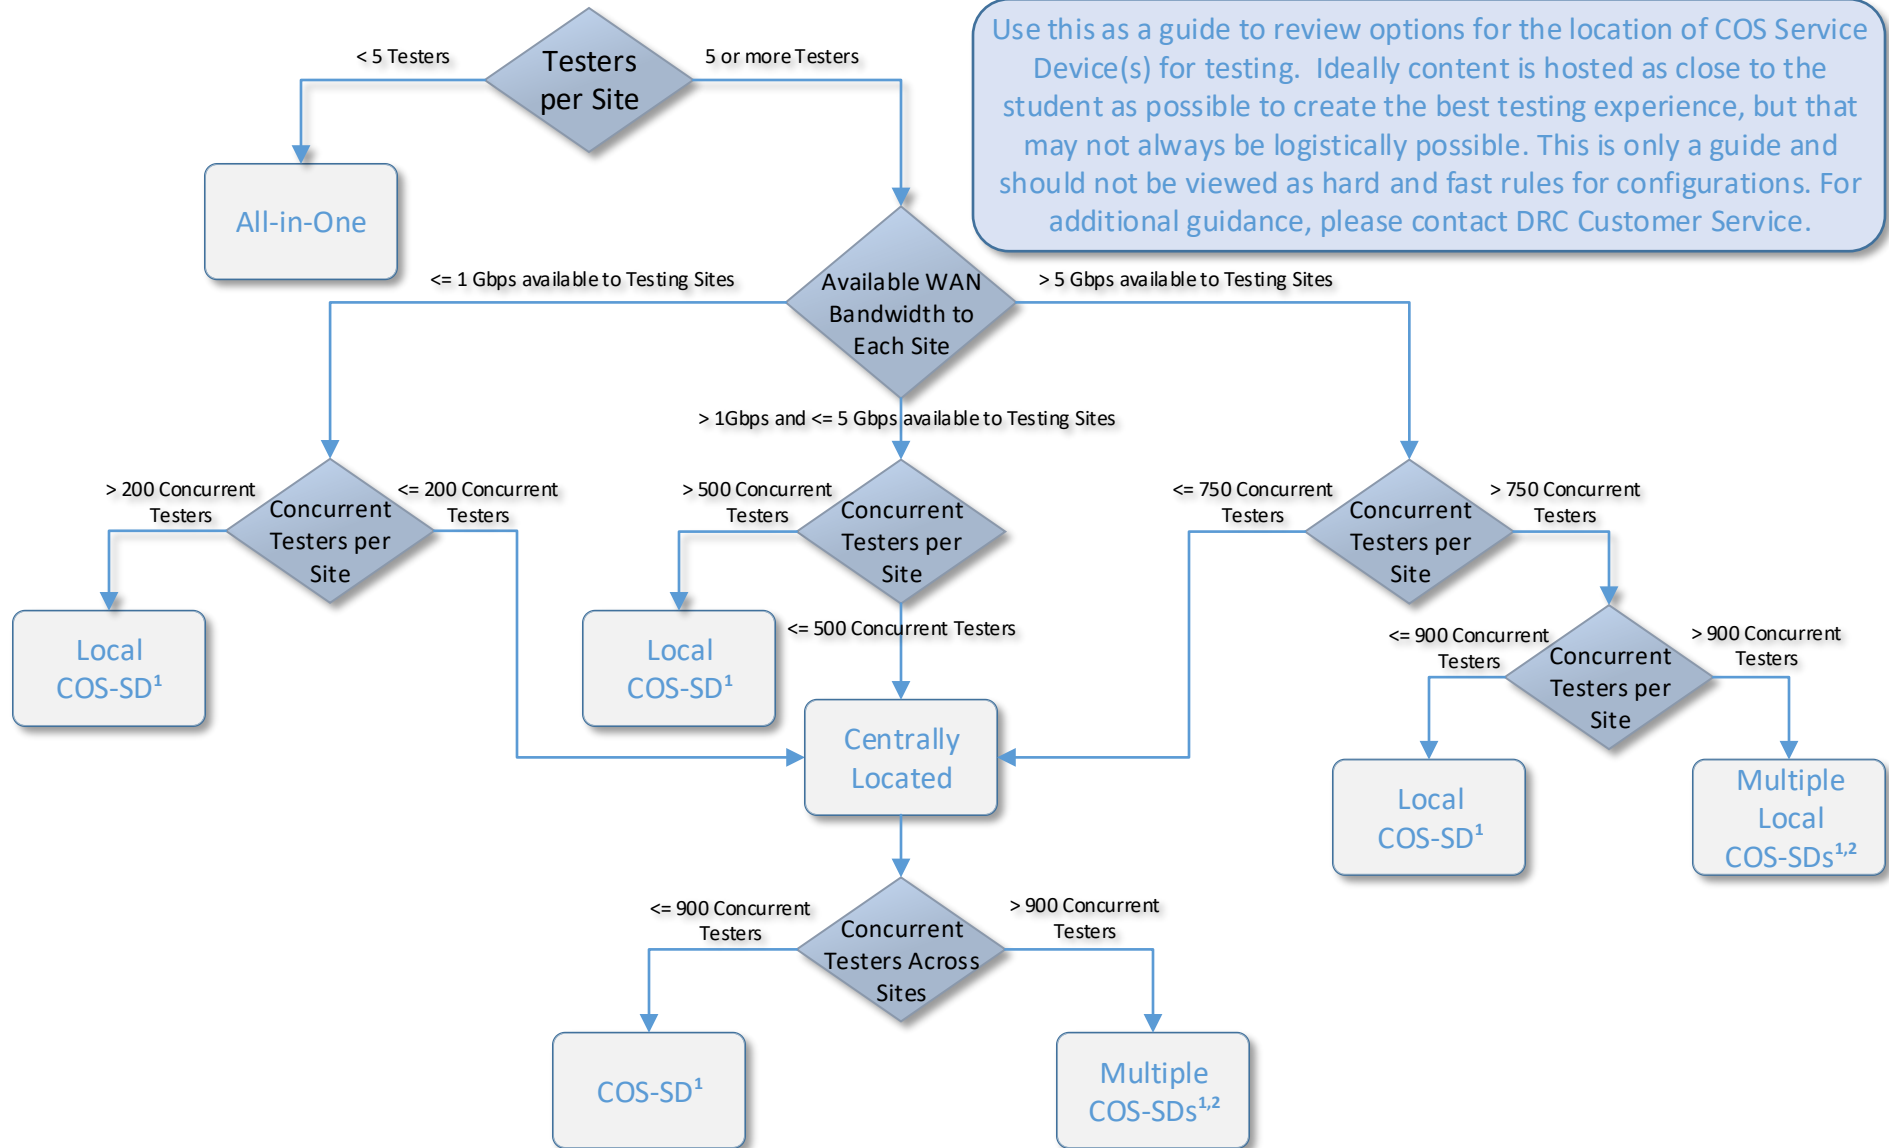 Use this as a guide to review options for the location of COS Service
Device(s) for testing. Ideally content is hosted as close to the
student as possible to create the best testing experience, but that
may not always be logistically possible. This is only a guide and
should not be viewed as hard and fast rules for configurations. For
additional guidance, please contact DRC Customer Service.
< 5 Testers
Testers
per Site
5 or more Testers
All-in-One
<= 1 Gbps available to Testing Sites
Available WAN
Bandwidth to
Each Site
> 5 Gbps available to Testing Sites
> 1Gbps and <= 5 Gbps available to Testing Sites
> 200 Concurrent
Testers
Concurrent
Testers per
Site
<= 200 Concurrent
Testers
> 500 Concurrent
Testers
Concurrent
Testers per
Site
<= 750 Concurrent
Testers
Concurrent
Testers per
Site
> 750 Concurrent
Testers
Local
COS-SD¹
Local
COS-SD¹
<= 500 Concurrent Testers
<= 900 Concurrent
Testers
Concurrent
Testers per
Site
> 900 Concurrent
Testers
Centrally
Located
Local
COS-SD¹
Multiple
Local
COS-SDs¹,²
<= 900 Concurrent
Testers
Concurrent
Testers Across
Sites
> 900 Concurrent
Testers
COS-SD¹
Multiple
COS-SDs¹,²